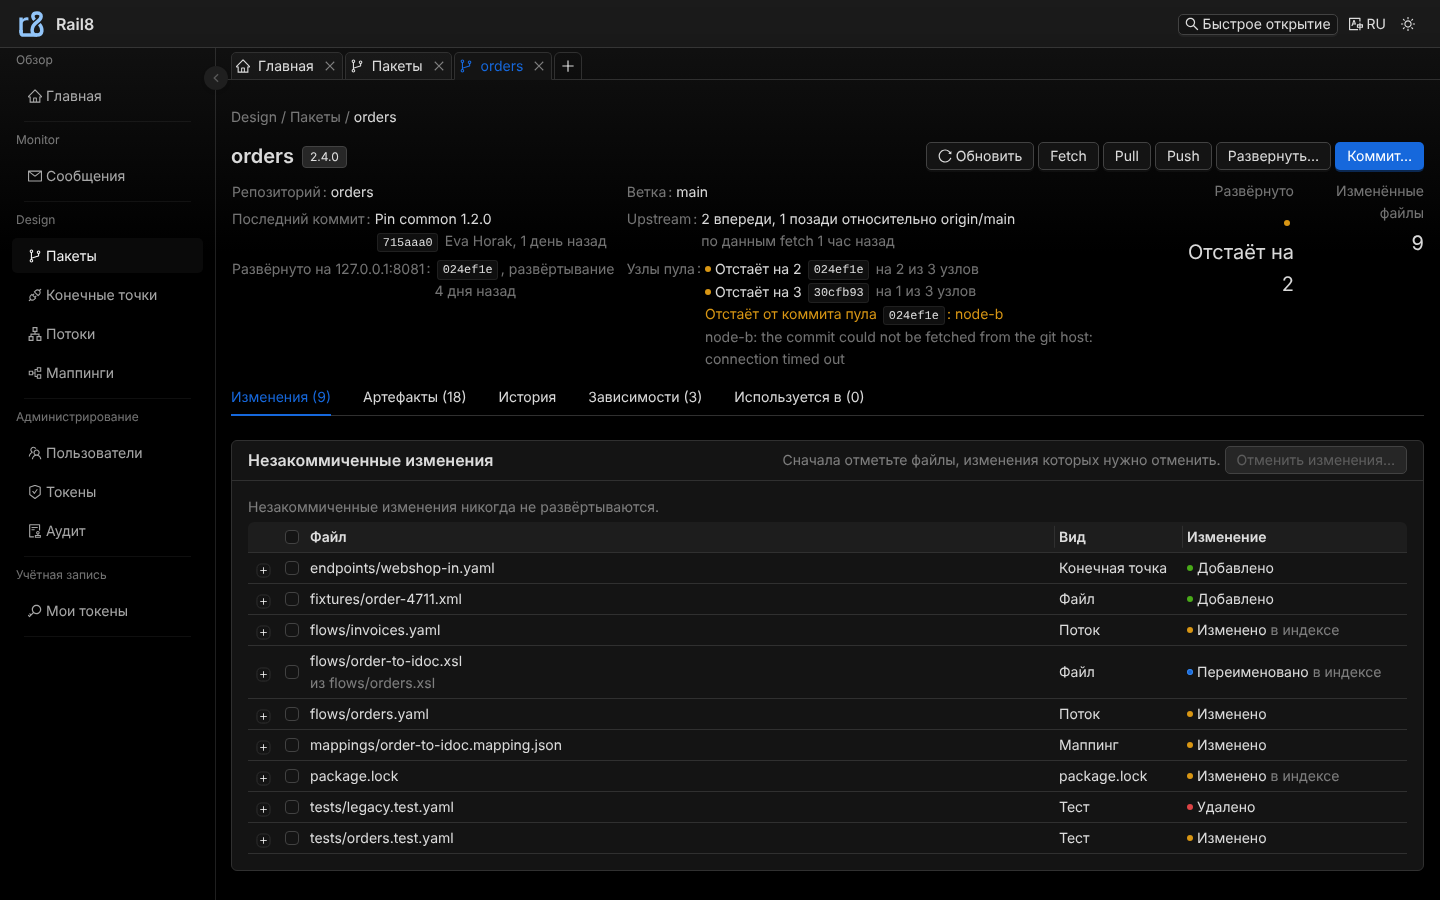 Rail8
Быстрое открытие
RU
Обзор
Главная
Monitor
Сообщения
Design
Пакеты
Конечные точки
Потоки
Маппинги
Администрирование
Пользователи
Токены
Аудит
Учётная запись
Мои токены
Главная
Пакеты
orders
Design / Пакеты / orders
orders 2.4.0
Обновить
Fetch
Pull
Push
Развернуть...
Коммит...
Репозиторий: orders
Ветка: main
Последний коммит: Pin common 1.2.0
715aaa0 Eva Horak, 1 день назад
Upstream: 2 впереди, 1 позади относительно origin/main
по данным fetch 1 час назад
Развёрнуто на 127.0.0.1:8081: 024ef1e, развёртывание
4 дня назад
Узлы пула: Отстаёт на 2 024ef1e на 2 из 3 узлов
Отстаёт на 3 30cfb93 на 1 из 3 узлов
Отстаёт от коммита пула 024ef1e: node-b
node-b: the commit could not be fetched from the git host:
connection timed out
Развёрнуто
Отстаёт на
2
Изменённые
файлы
9
Изменения (9)
Артефакты (18)
История
Зависимости (3)
Используется в (0)
Незакоммиченные изменения
Сначала отметьте файлы, изменения которых нужно отменить.
Отменить изменения...
Незакоммиченные изменения никогда не развёртываются.
Файл Вид Изменение
endpoints/webshop-in.yaml Конечная точка Добавлено
fixtures/order-4711.xml Файл Добавлено
flows/invoices.yaml Поток Изменено в индексе
flows/order-to-idoc.xsl
из flows/orders.xsl Файл Переименовано в индексе
flows/orders.yaml Поток Изменено
mappings/order-to-idoc.mapping.json Маппинг Изменено
package.lock package.lock Изменено в индексе
tests/legacy.test.yaml Тест Удалено
tests/orders.test.yaml Тест Изменено